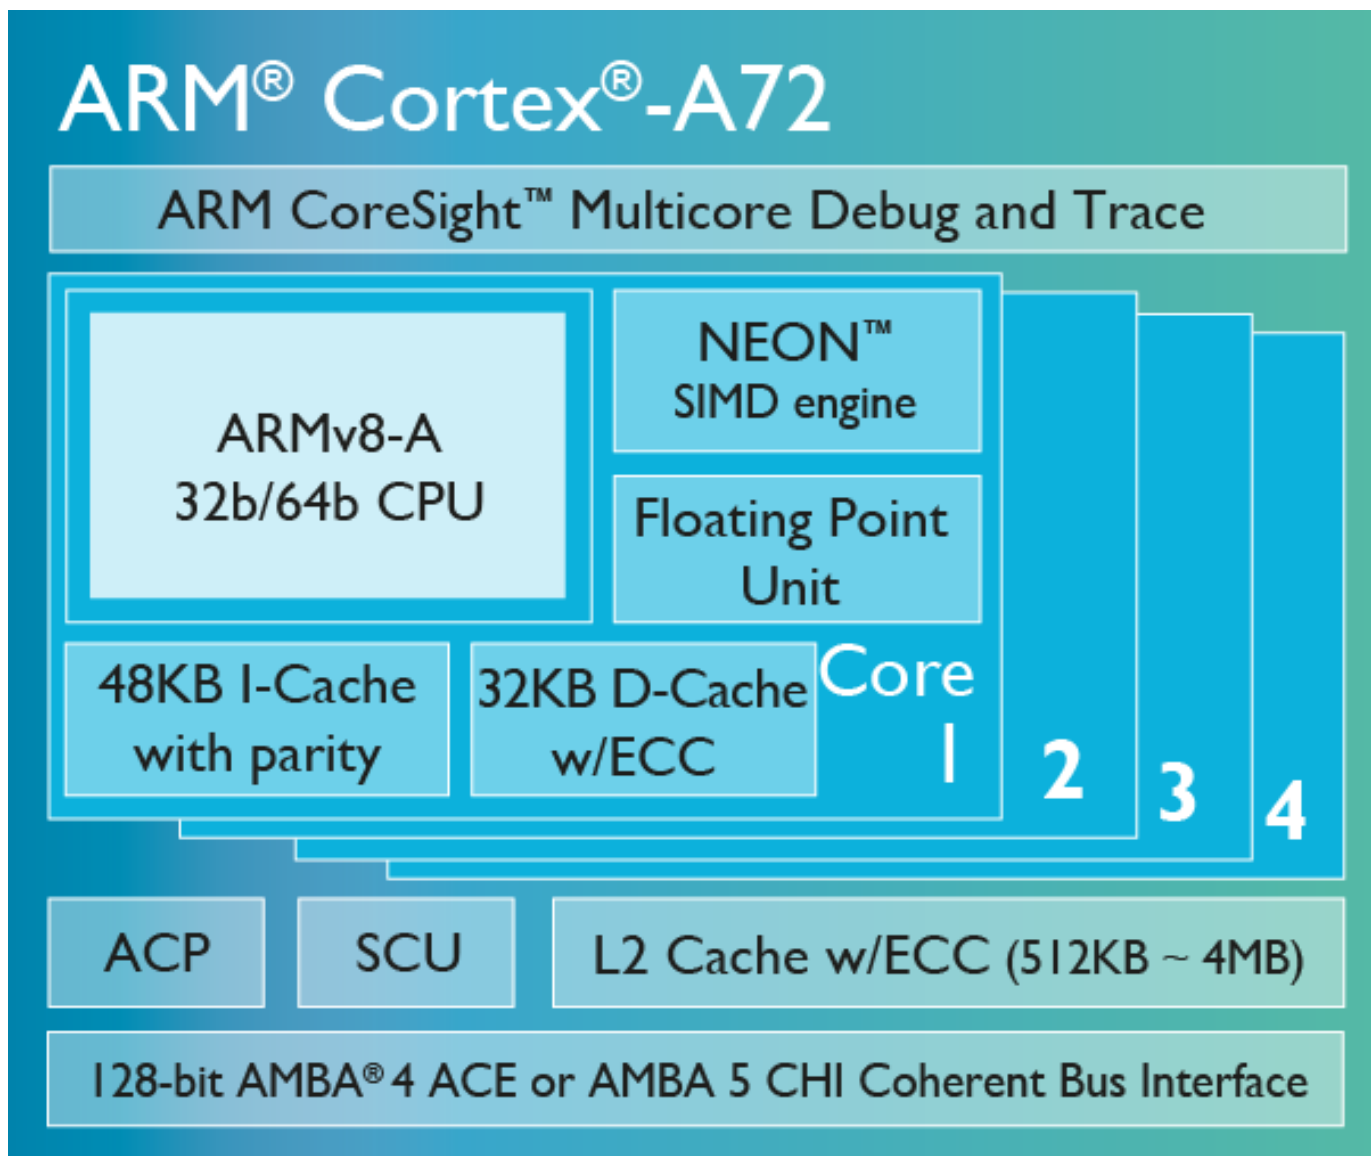 ARM® Cortex®-A72
ARM CoreSight™ Multicore Debug and Trace
ARMv8-A
32b/64b CPU
NEON™
SIMD engine
Floating Point
Unit
48KB I-Cache
with parity
32KB D-Cache
w/ECC
Core
1
2
3
4
ACP
SCU
L2 Cache w/ECC (512KB ~ 4MB)
128-bit AMBA® 4 ACE or AMBA 5 CHI Coherent Bus Interface